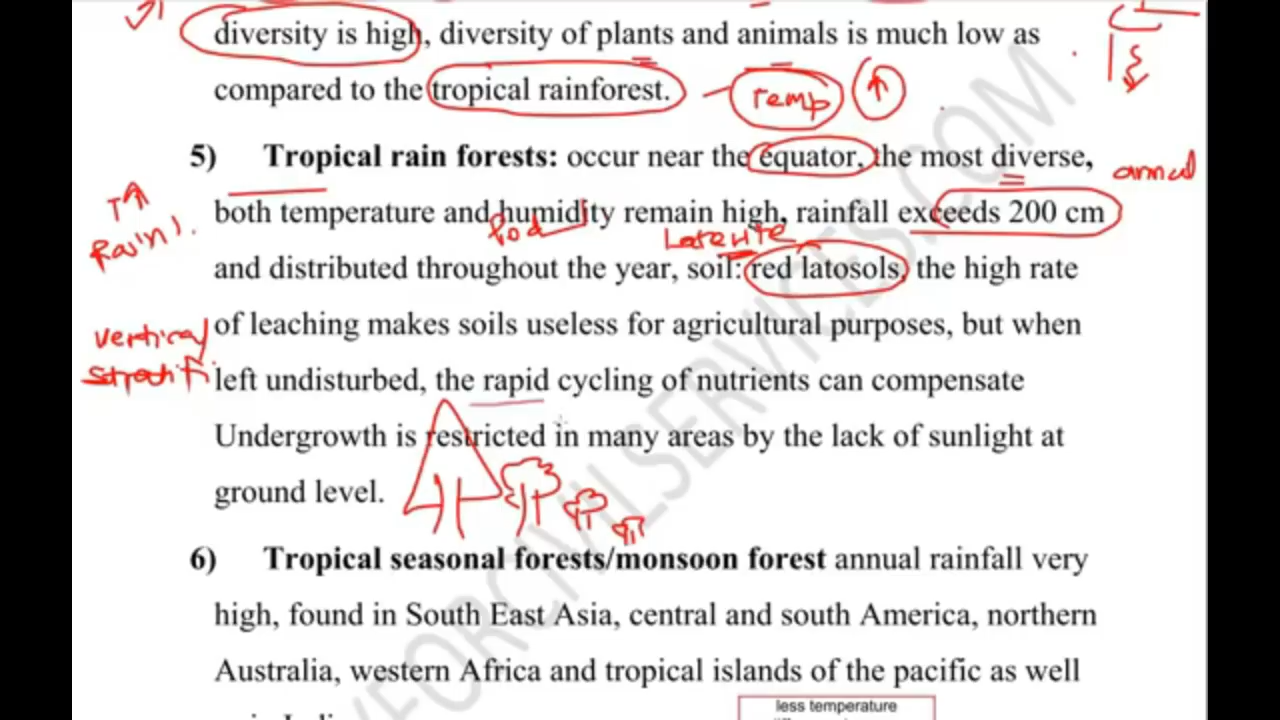 diversity is high, diversity of plants and animals is much low as
compared to the tropical rainforest.
Temp
5) Tropical rain forests: occur near the equator, the most diverse,
annual
both temperature and humidity remain high, rainfall exceeds 200 cm
T
Rain
Laterite
and distributed throughout the year, soil: red latosols, the high rate
of leaching makes soils useless for agricultural purposes, but when
vertical
stratifi
left undisturbed, the rapid cycling of nutrients can compensate
Undergrowth is restricted in many areas by the lack of sunlight at
ground level.
6) Tropical seasonal forests/monsoon forest annual rainfall very
high, found in South East Asia, central and south America, northern
Australia, western Africa and tropical islands of the pacific as well
less temperature